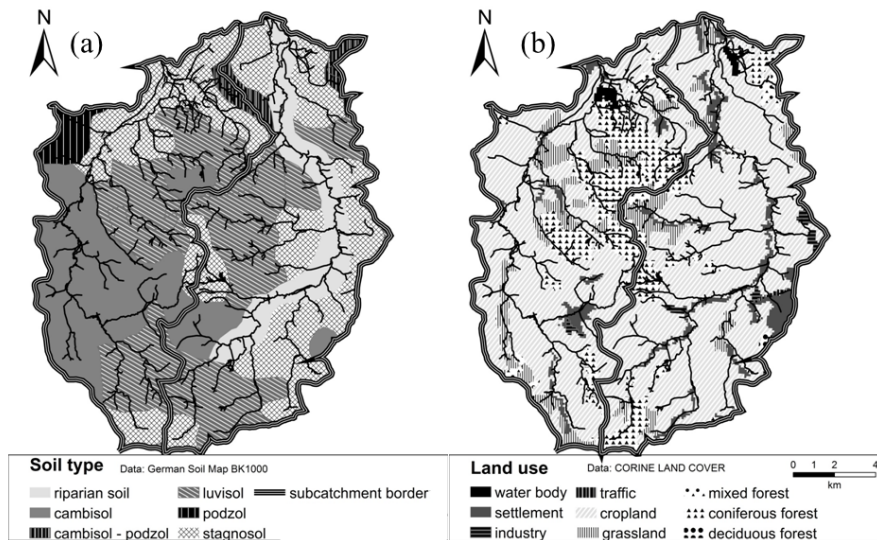 N
(a)
N
(b)
Soil type Data: German Soil Map BK1000
riparian soil luvisol subcatchment border
cambisol podzol
cambisol - podzol stagnosol
Land use Data: CORINE LAND COVER
0 1 2 4
km
water body traffic mixed forest
settlement cropland coniferous forest
industry grassland deciduous forest